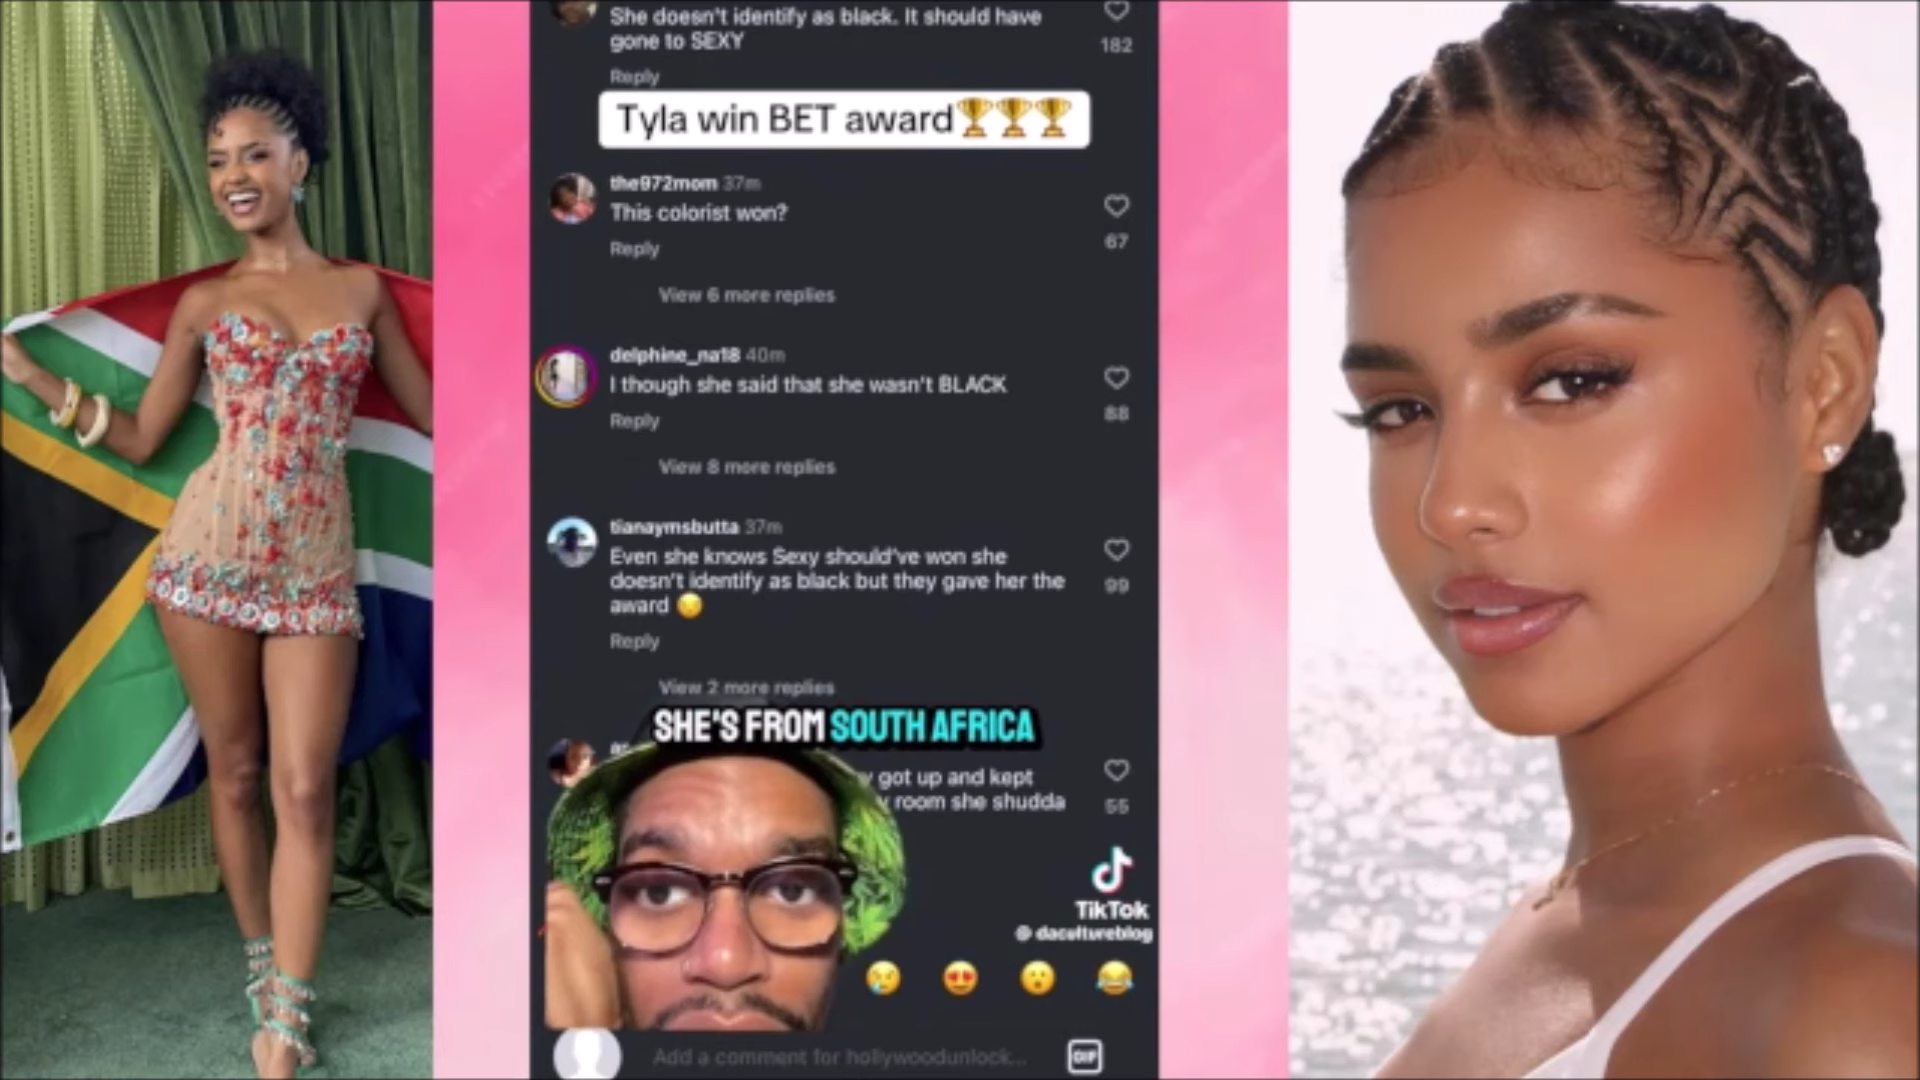 She doesn't identify as black. It should have
gone to SEXY
182
Reply
Tyla win BET award🏆🏆🏆
the972mom 37m
This colorist won?
67
Reply
View 6 more replies
delphine_na18 40m
I though she said that she wasn't BLACK
88
Reply
View 8 more replies
tianaymsbutta 37m
Even she knows Sexy should've won she
doesn't identify as black but they gave her the
award 😔
99
Reply
View 2 more replies
SHE'S FROM SOUTH AFRICA
got up and kept
room she shudda
55
TikTok
@ dacultureblog
Add a comment for hollywoodunlock...
GIF